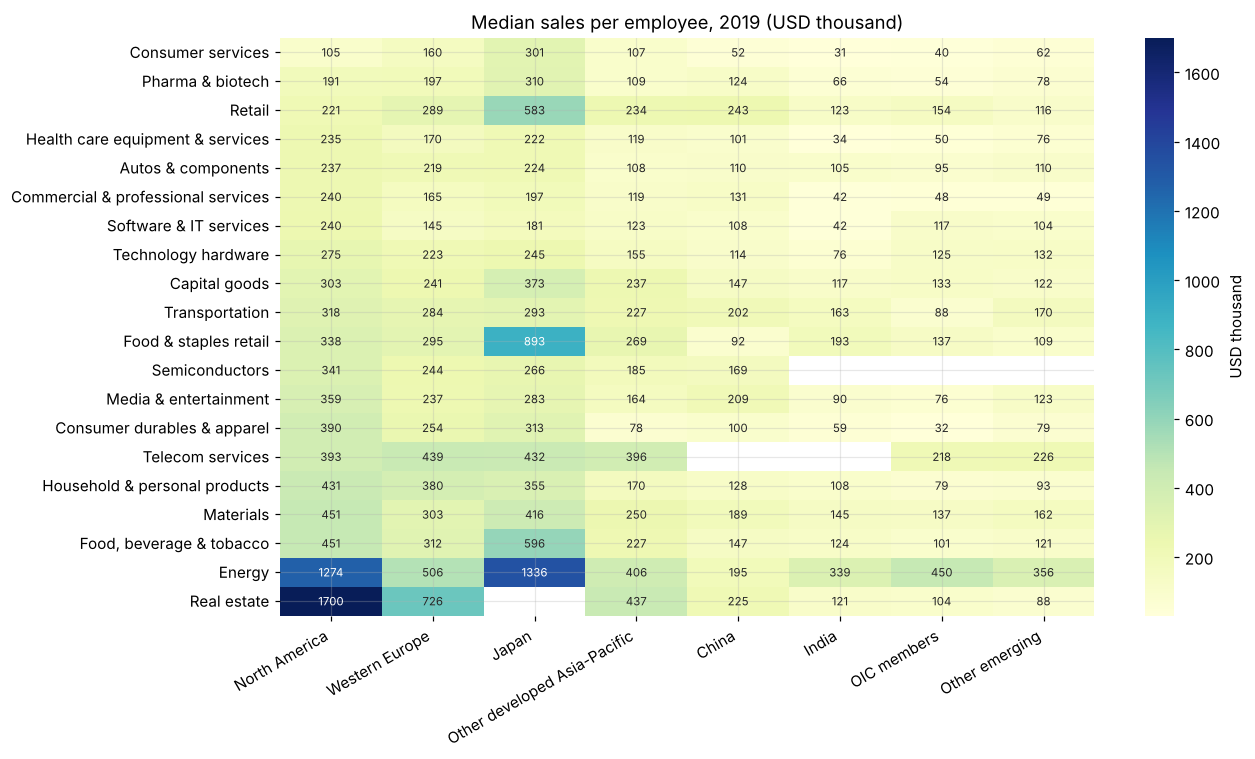 Median sales per employee, 2019 (USD thousand)
Consumer services 105 160 301 107 52 31 40 62
Pharma & biotech 191 197 310 109 124 66 54 78
Retail 221 289 583 234 243 123 154 116
Health care equipment & services 235 170 222 119 101 34 50 76
Autos & components 237 219 224 108 110 105 95 110
Commercial & professional services 240 165 197 119 131 42 48 49
Software & IT services 240 145 181 123 108 42 117 104
Technology hardware 275 223 245 155 114 76 125 132
Capital goods 303 241 373 237 147 117 133 122
Transportation 318 284 293 227 202 163 88 170
Food & staples retail 338 295 893 269 92 193 137 109
Semiconductors 341 244 266 185 169
Media & entertainment 359 237 283 164 209 90 76 123
Consumer durables & apparel 390 254 313 78 100 59 32 79
Telecom services 393 439 432 396 218 226
Household & personal products 431 380 355 170 128 108 79 93
Materials 451 303 416 250 189 145 137 162
Food, beverage & tobacco 451 312 596 227 147 124 101 121
Energy 1274 506 1336 406 195 339 450 356
Real estate 1700 726 437 225 121 104 88
North America
Western Europe
Japan
Other developed Asia-Pacific
China
India
OIC members
Other emerging
1600
1400
1200
1000
800
600
400
200
USD thousand